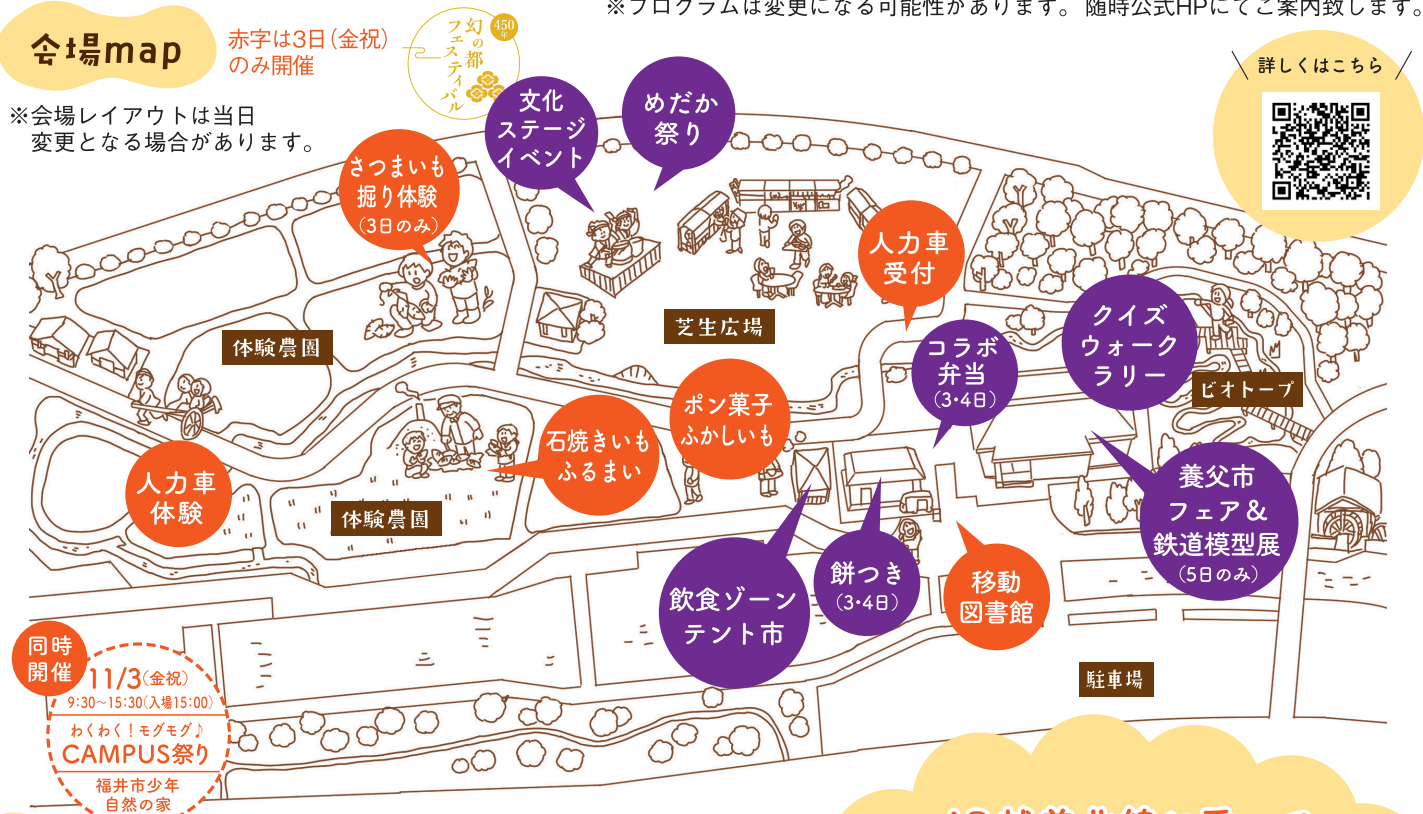 ※プログラムは変更になる可能性があります。随時公式HPにてご案内致します。
会場map
赤字は3日(金祝)
のみ開催
幻の都
フェスティバル
450年
※会場レイアウトは当日
変更となる場合があります。
詳しくはこちら
文化
ステージ
イベント
めだか
祭り
さつまいも
掘り体験
(3日のみ)
人力車
受付
体験農園
芝生広場
コラボ
弁当
(3・4日)
クイズ
ウォーク
ラリー
ビオトープ
ポン菓子
ふかしいも
石焼きいも
ふるまい
人力車
体験
体験農園
養父市
フェア&
鉄道模型展
(5日のみ)
飲食ゾーン
テント市
餅つき
(3・4日)
移動
図書館
駐車場
同時
開催
11/3(金祝)
9:30~15:30(入場15:00)
わくわく!モグモグ♪
CAMPUS祭り
福井市少年
自然の家